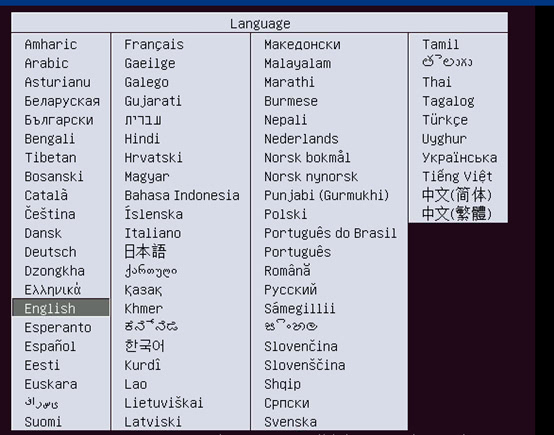 Language
Amharic
Arabic
Asturianu
Беларуская
Български
Bengali
Tibetan
Bosanski
Català
Čeština
Dansk
Deutsch
Dzongkha
Ελληνικά
English
Esperanto
Español
Eesti
Euskara
فارسی
Suomi
Français
Gaeilge
Galego
Gujarati
עברית
Hindi
Hrvatski
Magyar
Bahasa Indonesia
Íslenska
Italiano
日本語
ქართული
Қазақ
Khmer
ಕನ್ನಡ
한국어
Kurdî
Lao
Lietuviškai
Latviski
Македонски
Malayalam
Marathi
Burmese
Nepali
Nederlands
Norsk bokmål
Norsk nynorsk
Punjabi (Gurmukhi)
Polski
Português do Brasil
Português
Română
Русский
Sámegillii
සිංහල
Slovenčina
Slovenščina
Shqip
Српски
Svenska
Tamil
తెలుగు
Thai
Tagalog
Türkçe
Uyghur
Українська
Tiếng Việt
中文(简体)
中文(繁體)